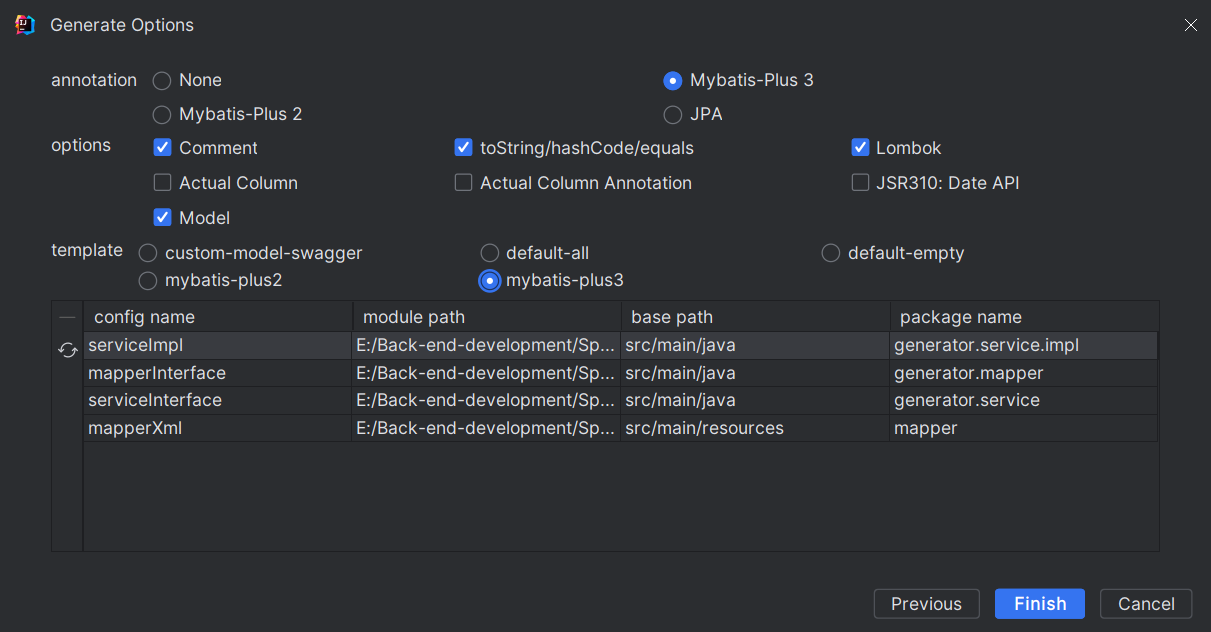 Generate Options
annotation None Mybatis-Plus 3
Mybatis-Plus 2 JPA
options Comment toString/hashCode/equals Lombok
Actual Column Actual Column Annotation JSR310: Date API
Model
template custom-model-swagger default-all default-empty
mybatis-plus2 mybatis-plus3
config name module path base path package name
serviceImpl E:/Back-end-development/Sp... src/main/java generator.service.impl
mapperInterface E:/Back-end-development/Sp... src/main/java generator.mapper
serviceInterface E:/Back-end-development/Sp... src/main/java generator.service
mapperXml E:/Back-end-development/Sp... src/main/resources mapper
Previous Finish Cancel